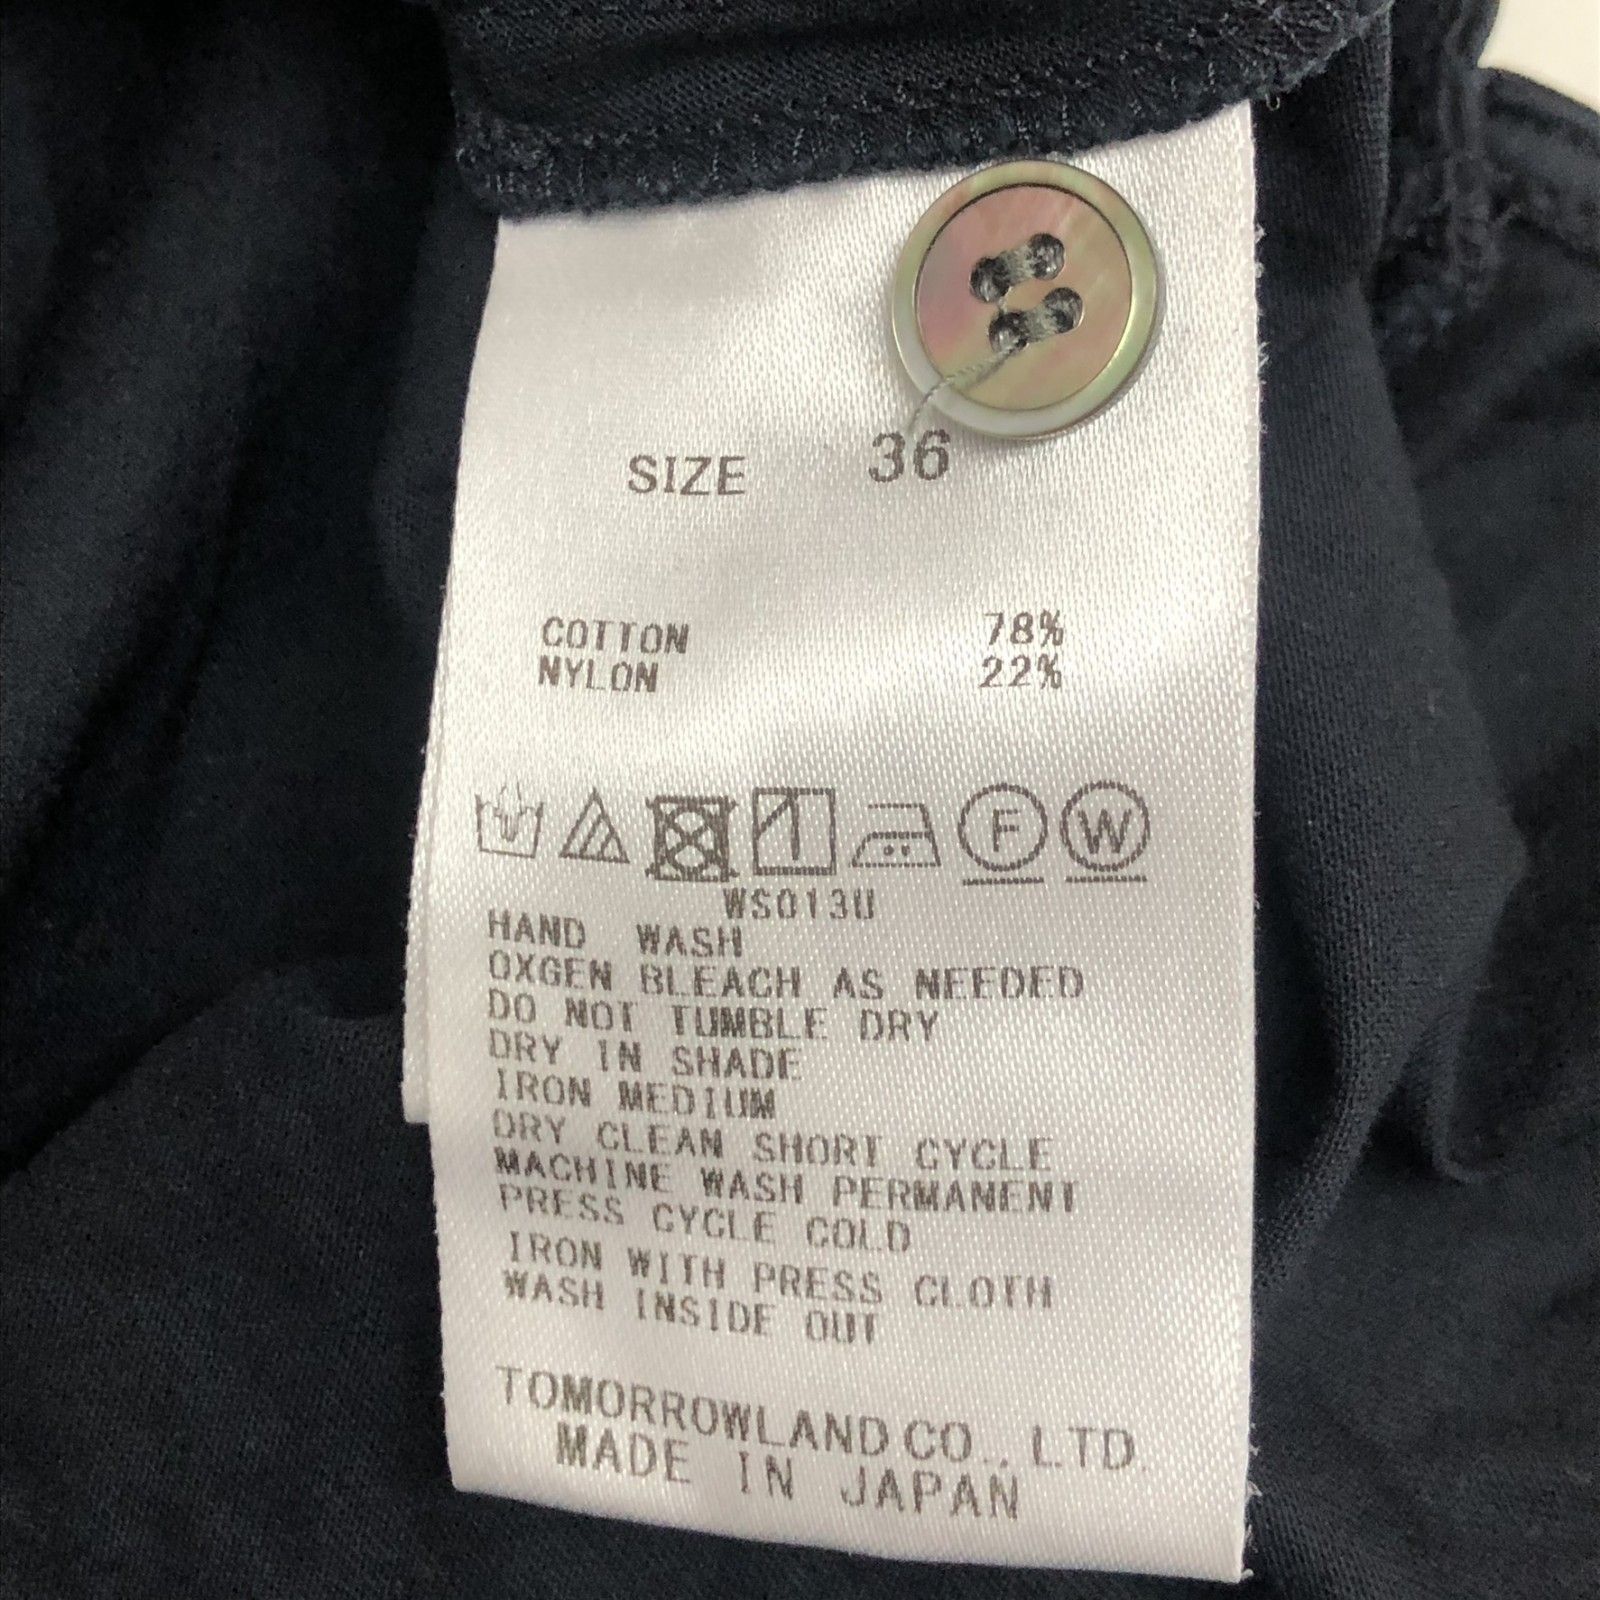 SIZE 36
COTTON 78%
NYLON 22%
F W
WS013U
HAND WASH
OXGEN BLEACH AS NEEDED
DO NOT TUMBLE DRY
DRY IN SHADE
IRON MEDIUM
DRY CLEAN SHORT CYCLE
MACHINE WASH PERMANENT
PRESS CYCLE COLD
IRON WITH PRESS CLOTH
WASH INSIDE OUT
TOMORROWLAND CO., LTD.
MADE IN JAPAN